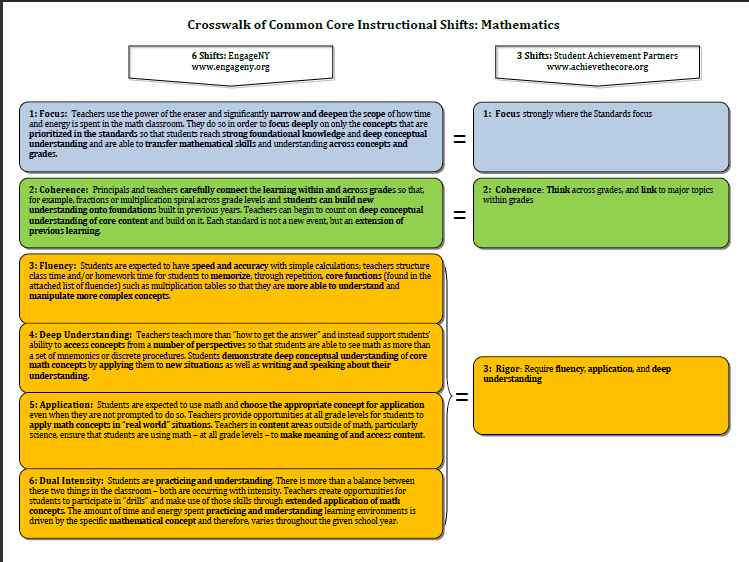 Crosswalk of Common Core Instructional Shifts: Mathematics
6 Shifts: EngageNY
www.engageny.org
3 Shifts: Student Achievement Partners
www.achievethecore.org
1: Focus: Teachers use the power of the eraser and significantly narrow and deepen the scope of how time
and energy is spent in the math classroom. They do so in order to focus deeply on only the concepts that are
prioritized in the standards so that students reach strong foundational knowledge and deep conceptual
understanding and are able to transfer mathematical skills and understanding across concepts and
grades.
=
1: Focus strongly where the Standards focus
2: Coherence: Principals and teachers carefully connect the learning within and across grades so that,
for example, fractions or multiplication spiral across grade levels and students can build new
understanding onto foundations built in previous years. Teachers can begin to count on deep conceptual
understanding of core content and build on it. Each standard is not a new event, but an extension of
previous learning.
=
2: Coherence: Think across grades, and link to major topics
within grades
3: Fluency: Students are expected to have speed and accuracy with simple calculations; teachers structure
class time and/or homework time for students to memorize, through repetition, core functions (found in the
attached list of fluencies) such as multiplication tables so that they are more able to understand and
manipulate more complex concepts.
4: Deep Understanding: Teachers teach more than "how to get the answer" and instead support students'
ability to access concepts from a number of perspectives so that students are able to see math as more than
a set of mnemonics or discrete procedures. Students demonstrate deep conceptual understanding of core
math concepts by applying them to new situations as well as writing and speaking about their
understanding.
5: Application: Students are expected to use math and choose the appropriate concept for application
even when they are not prompted to do so. Teachers provide opportunities at all grade levels for students to
apply math concepts in "real world" situations. Teachers in content areas outside of math, particularly
science, ensure that students are using math – at all grade levels – to make meaning of and access content.
6: Dual Intensity: Students are practicing and understanding. There is more than a balance between
these two things in the classroom – both are occurring with intensity. Teachers create opportunities for
students to participate in "drills" and make use of those skills through extended application of math
concepts. The amount of time and energy spent practicing and understanding learning environments is
driven by the specific mathematical concept and therefore, varies throughout the given school year.
=
3: Rigor: Require fluency, application, and deep
understanding